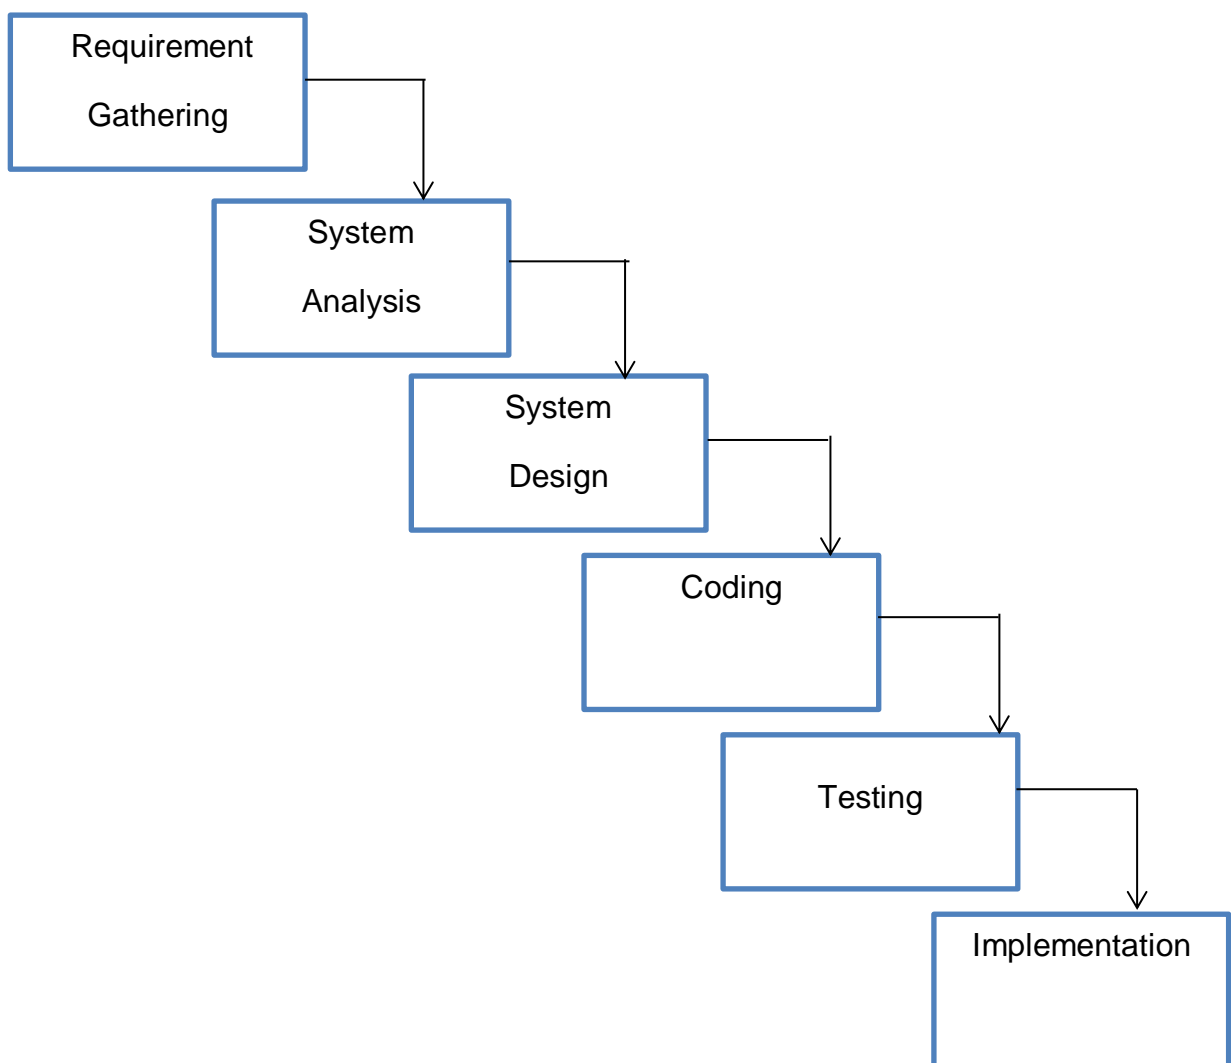 Requirement
Gathering
System
Analysis
System
Design
Coding
Testing
Implementation